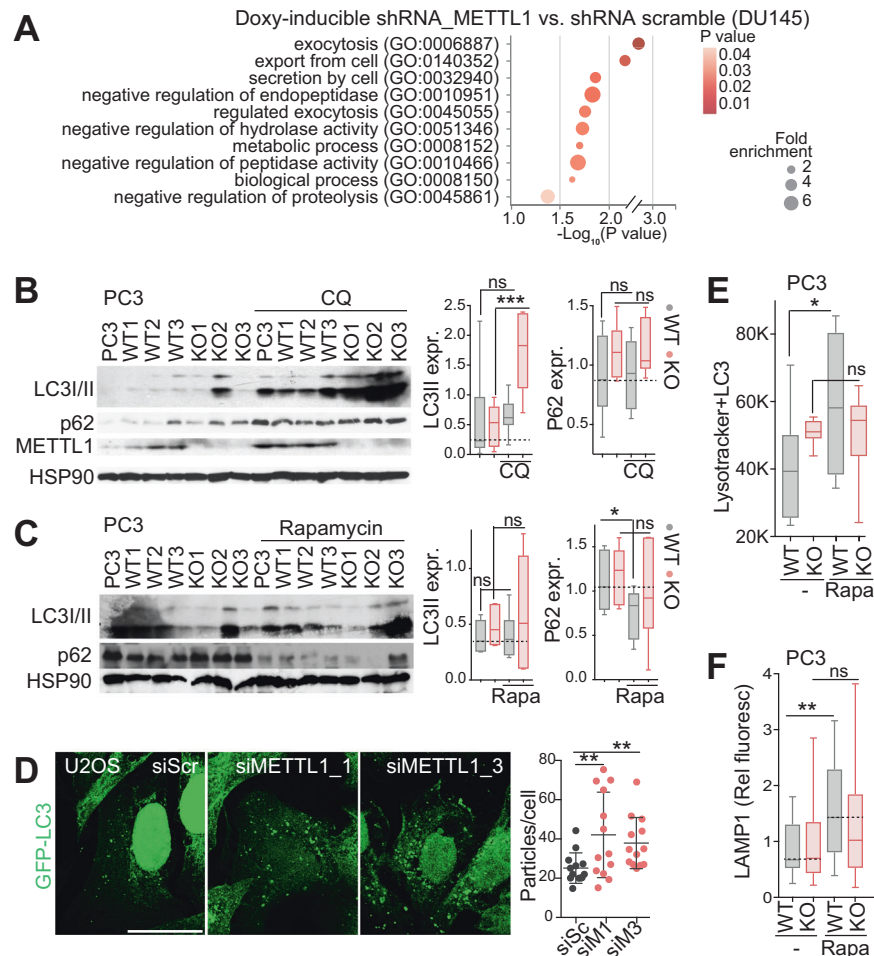 Doxy-inducible shRNA_METTL1 vs. shRNA scramble (DU145)
A
exocytosis (GO:0006887)
export from cell (GO:0140352)
secretion by cell (GO:0032940)
negative regulation of endopeptidase (GO:0010951)
regulated exocytosis (GO:0045055)
negative regulation of hydrolase activity (GO:0051346)
metabolic process (GO:0008152)
negative regulation of peptidase activity (GO:0010466)
biological process (GO:0008150)
negative regulation of proteolysis (GO:0045861)
1.0 1.5 2.0 3.0
-Log10(P value)
P value
0.04
0.03
0.02
0.01
Fold
enrichment
2
4
6
B
PC3
CQ
PC3 WT1 WT2 WT3 KO1 KO2 KO3 PC3 WT1 WT2 WT3 KO1 KO2 KO3
LC3I/II
p62
METTL1
HSP90
LC3II expr.
2.5
2.0
1.5
1.0
0.5
0.0
ns
***
CQ
P62 expr.
1.5
1.0
0.5
0.0
ns
ns
CQ
WT KO
C
PC3
Rapamycin
PC3 WT1 WT2 WT3 KO1 KO2 KO3 PC3 WT1 WT2 WT3 KO1 KO2 KO3
LC3I/II
p62
HSP90
LC3II expr.
1.0
0.5
0.0
ns
ns
Rapa
P62 expr.
1.5
1.0
0.5
0.0
*
ns
Rapa
WT KO
D
GFP-LC3
U2OS siScr
siMETTL1_1
siMETTL1_3
Particles/cell
80
60
40
20
0
**
**
siSc siM1 siM3
E
PC3
Lysotracker+LC3
80K
60K
40K
20K
*
ns
WT KO WT KO
- Rapa
F
PC3
LAMP1 (Rel fluoresc)
4
3
2
1
0
**
ns
WT KO WT KO
- Rapa